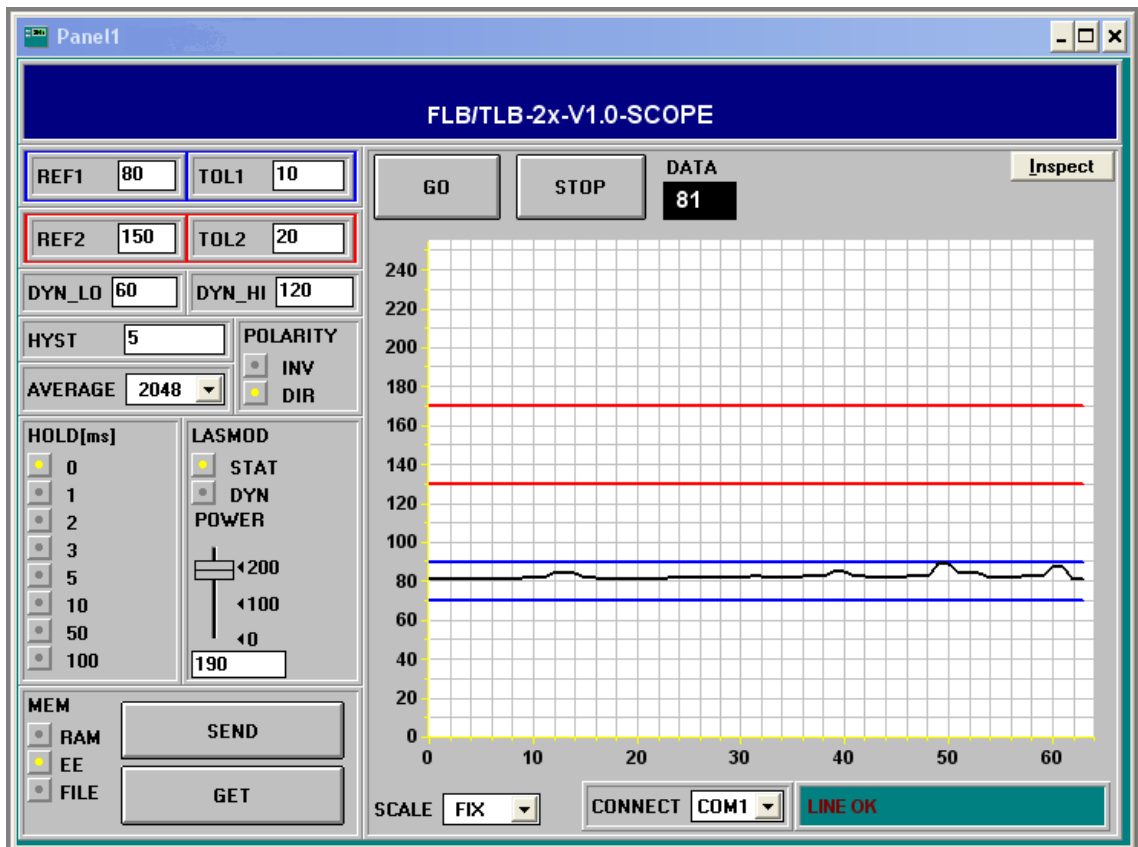 Panel1
FLB/TLB-2x-V1.0-SCOPE
REF1 80 TOL1 10
REF2 150 TOL2 20
DYN_LO 60 DYN_HI 120
HYST 5
AVERAGE 2048
POLARITY
INV
DIR
HOLD[ms]
0
1
2
3
5
10
50
100
LASMOD
STAT
DYN
POWER
200
100
0
190
MEM
RAM
EE
FILE
SEND
GET
GO STOP
DATA
81
Inspect
240
220
200
180
160
140
120
100
80
60
40
20
0
0 10 20 30 40 50 60
SCALE FIX
CONNECT COM1
LINE OK